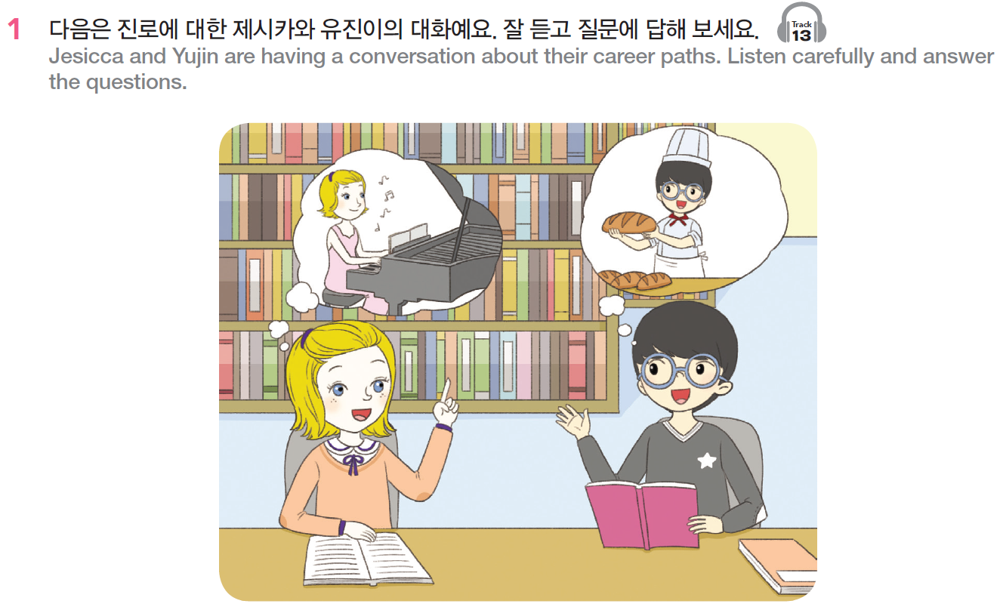 1 다음은 진로에 대한 제시카와 유진이의 대화예요. 잘 듣고 질문에 답해 보세요. Track 13
Jesicca and Yujin are having a conversation about their career paths. Listen carefully and answer
the questions.